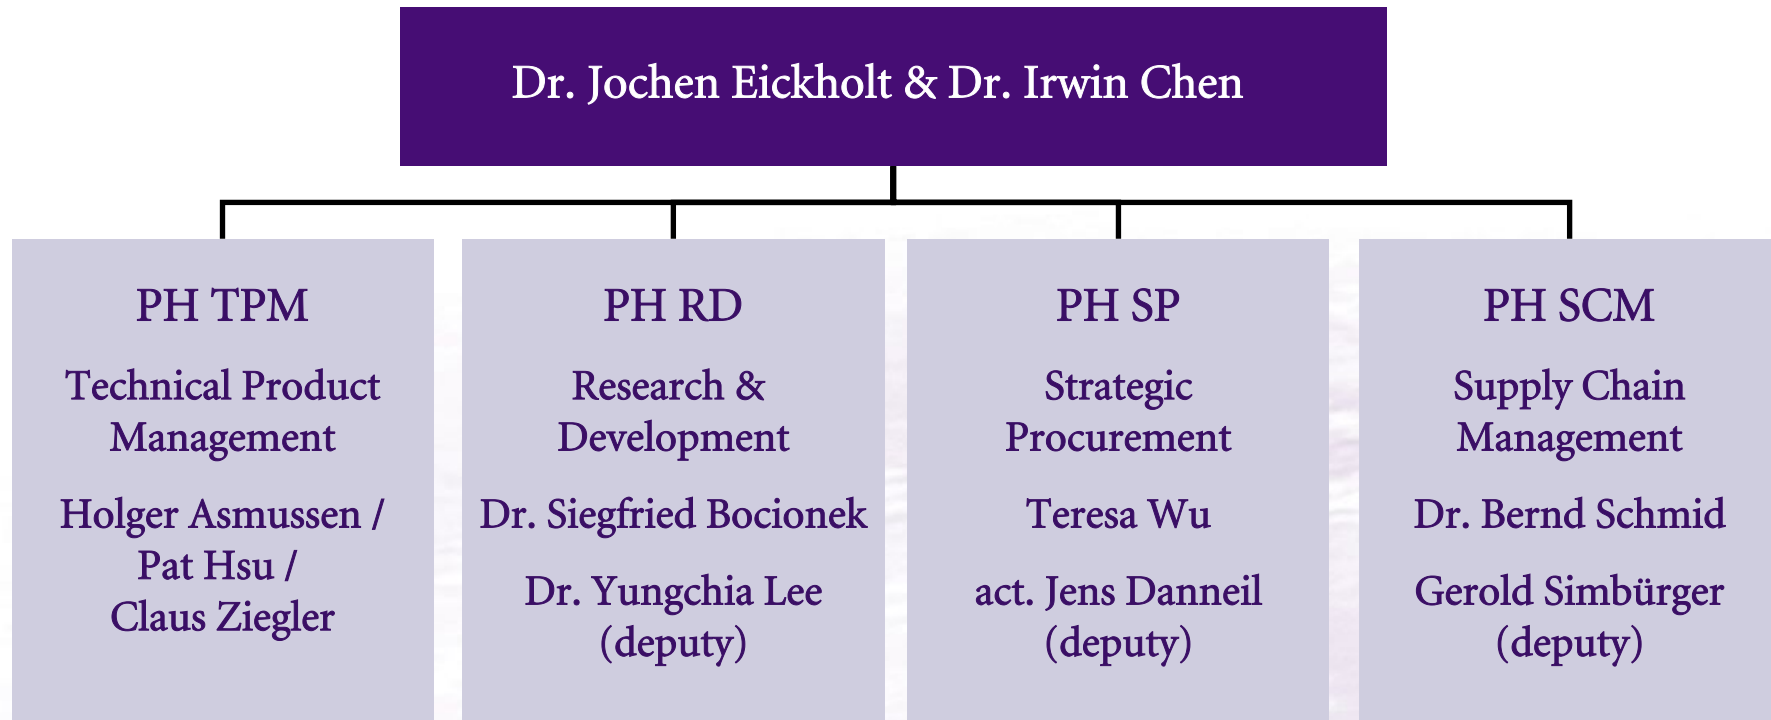 Dr. Jochen Eickholt & Dr. Irwin Chen
PH TPM
Technical Product
Management
Holger Asmussen /
Pat Hsu /
Claus Ziegler
PH RD
Research &
Development
Dr. Siegfried Bocionek
Dr. Yungchia Lee
(deputy)
PH SP
Strategic
Procurement
Teresa Wu
act. Jens Danneil
(deputy)
PH SCM
Supply Chain
Management
Dr. Bernd Schmid
Gerold Simbürger
(deputy)